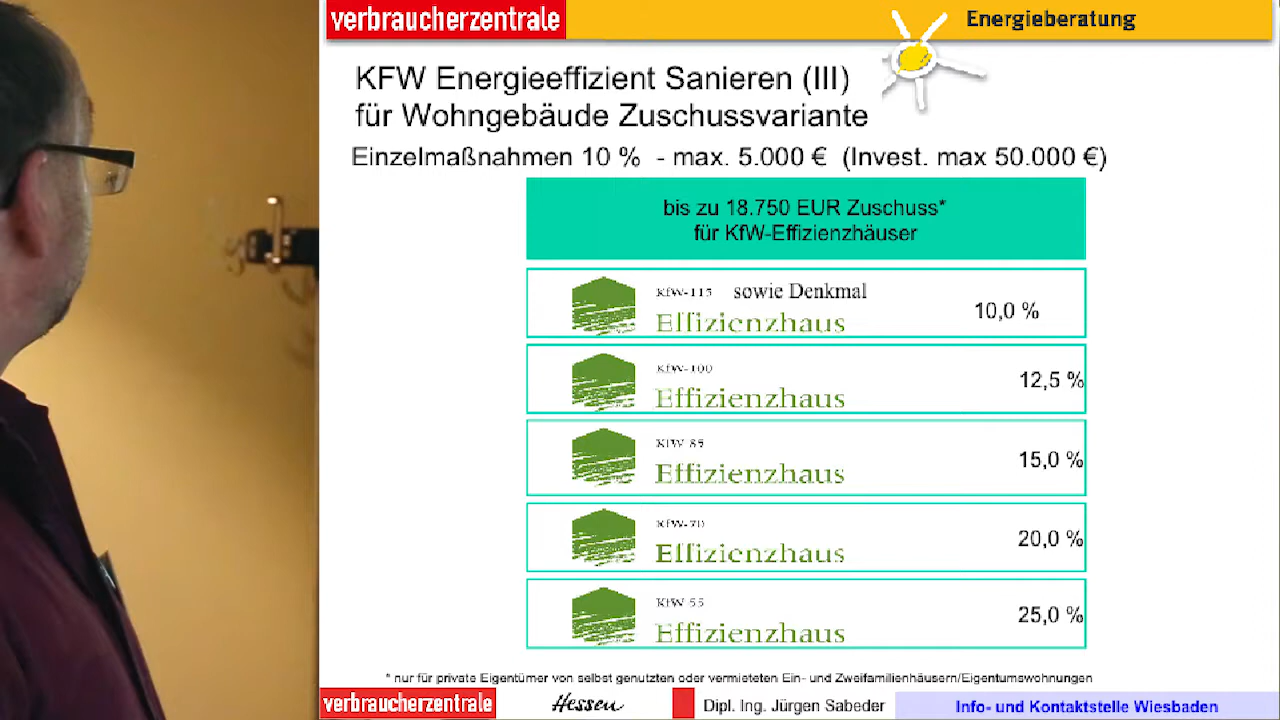 verbraucherzentrale
Energieberatung
KFW Energieeffizient Sanieren (III)
für Wohngebäude Zuschussvariante
Einzelmaßnahmen 10 % - max. 5.000 € (Invest. max 50.000 €)
bis zu 18.750 EUR Zuschuss*
für KfW-Effizienzhäuser
KfW-115 sowie Denkmal
Effizienzhaus
10,0 %
KfW-100
Effizienzhaus
12,5 %
KfW 85
Effizienzhaus
15,0 %
KfW-70
Effizienzhaus
20,0 %
KfW 55
Effizienzhaus
25,0 %
* nur für private Eigentümer von selbst genutzten oder vermieteten Ein- und Zweifamilienhäusern/Eigentumswohnungen
verbraucherzentrale Hessen Dipl. Ing. Jürgen Sabeder Info- und Kontaktstelle Wiesbaden